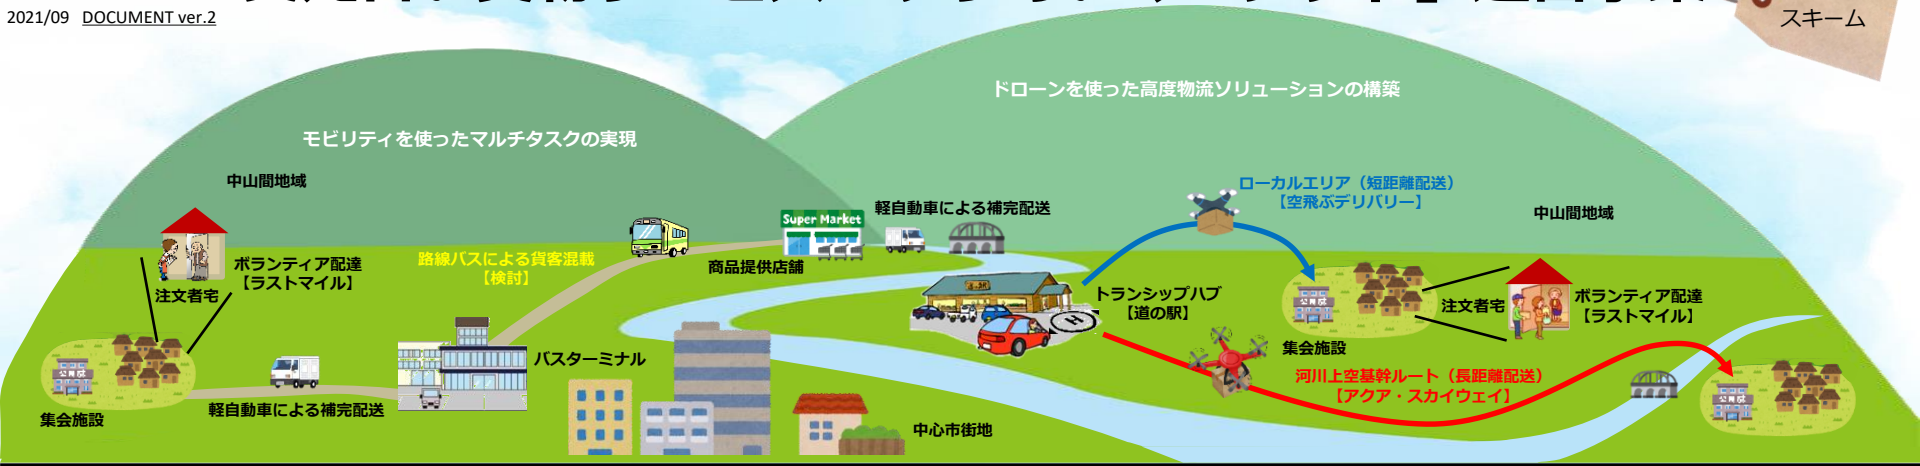 2021/09 DOCUMENT ver.2
スキーム
ドローンを使った高度物流ソリューションの構築
モビリティを使ったマルチタスクの実現
中山間地域
ボランティア配達
【ラストマイル】
注文者宅
集会施設
軽自動車による補完配送
路線バスによる貨客混載
【検討】
バスターミナル
Super Market
商品提供店舗
軽自動車による補完配送
中心市街地
トランシップハブ
【道の駅】
H
ローカルエリア（短距離配送）
【空飛ぶデリバリー】
中山間地域
注文者宅
ボランティア配達
【ラストマイル】
集会施設
河川上空基幹ルート（長距離配送）
【アクア・スカイウェイ】